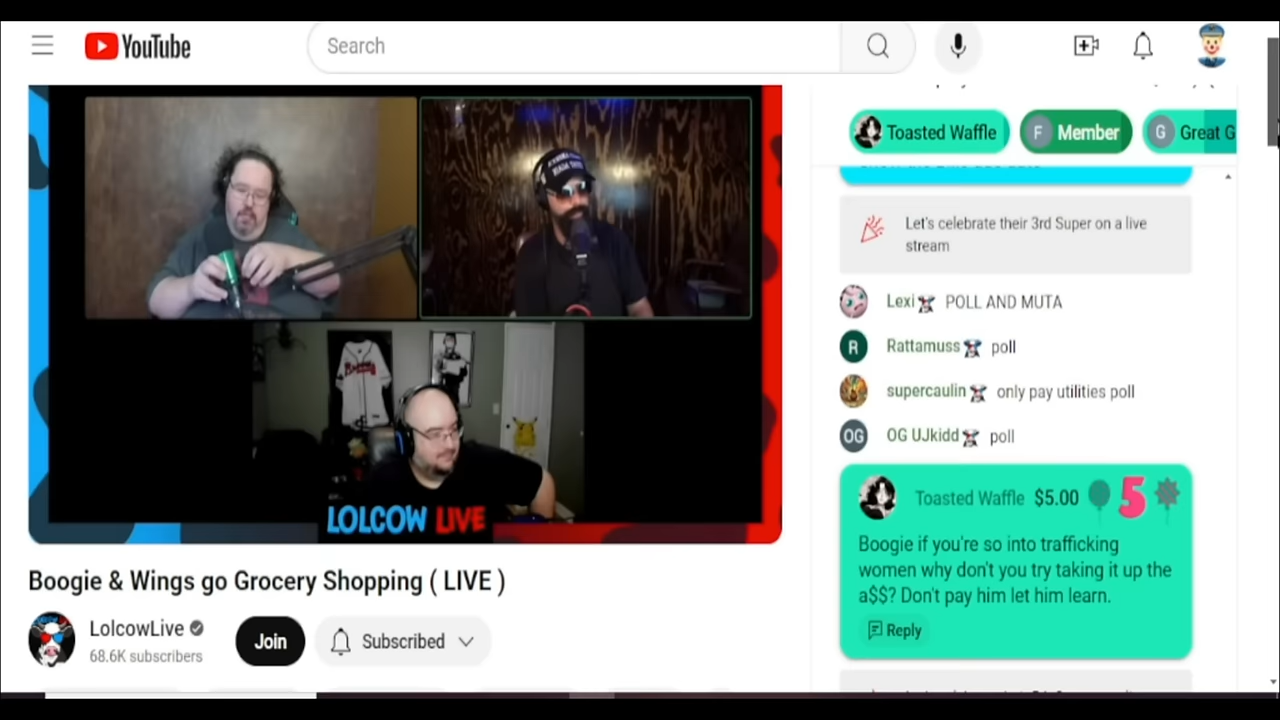 YouTube
Search
Toasted Waffle
F Member
G Great G
Let's celebrate their 3rd Super on a live
stream
Lexi POLL AND MUTA
R Rattamuss poll
supercaulin only pay utilities poll
OG OG UJkidd poll
Toasted Waffle $5.00 5
Boogie if you're so into trafficking
women why don't you try taking it up the
a$$? Don't pay him let him learn.
Reply
LOLCOW LIVE
Boogie & Wings go Grocery Shopping ( LIVE )
LolcowLive
68.6K subscribers
Join
Subscribed